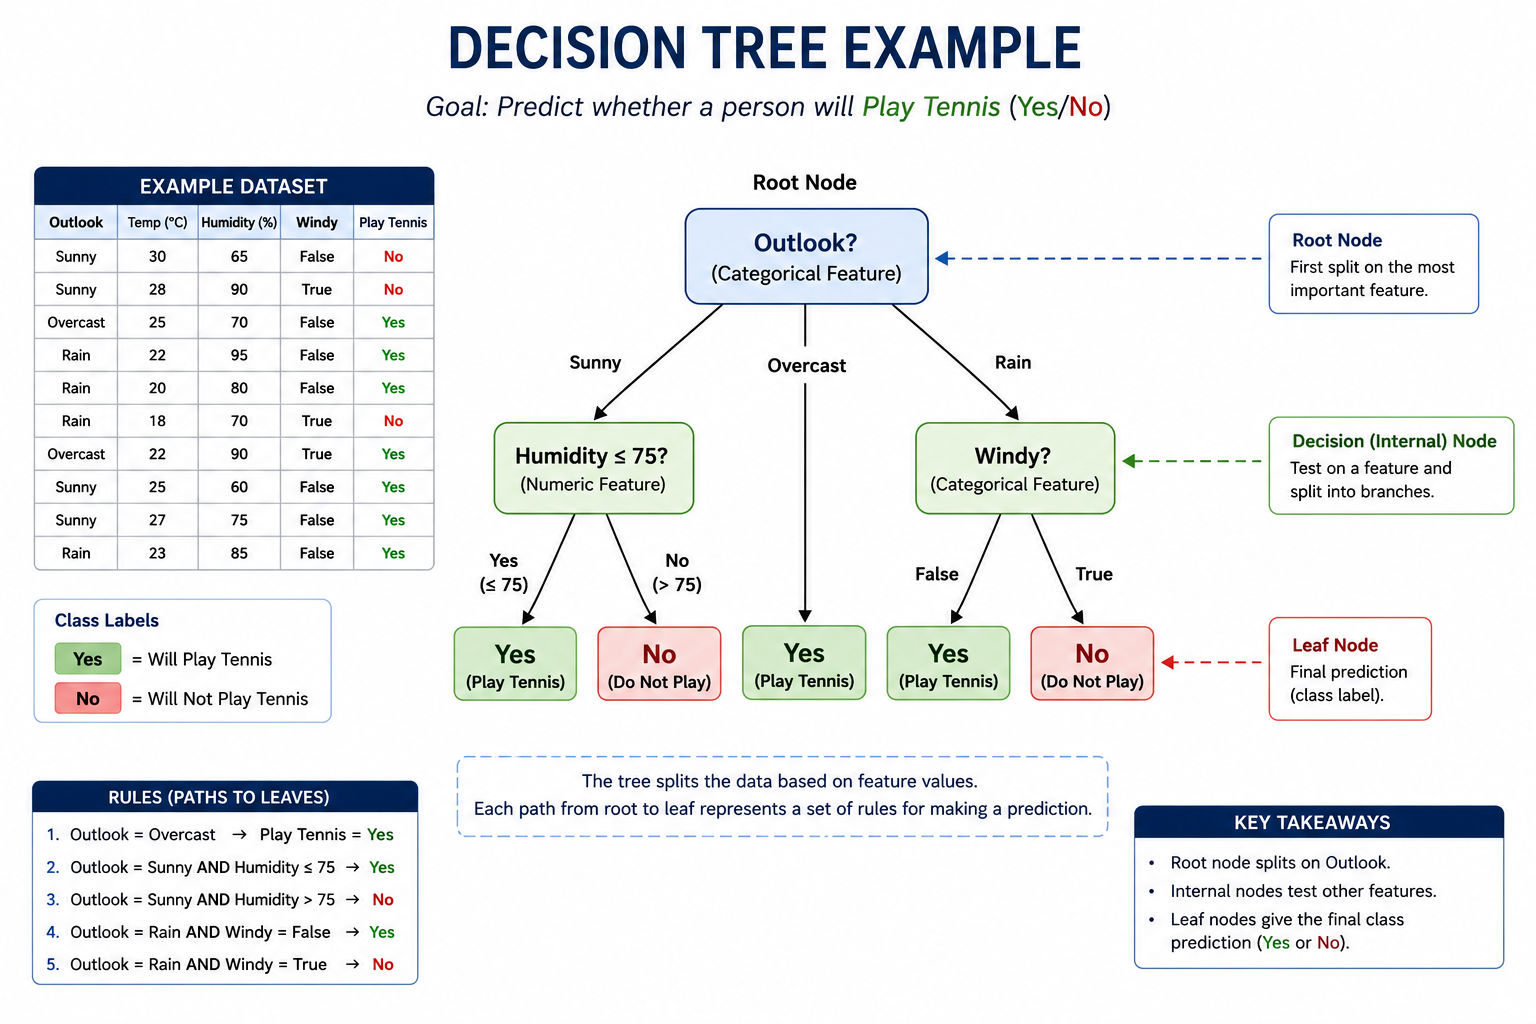 DECISION TREE EXAMPLE
Goal: Predict whether a person will Play Tennis (Yes/No)
EXAMPLE DATASET
Outlook Temp (°C) Humidity (%) Windy Play Tennis
Sunny 30 65 False No
Sunny 28 90 True No
Overcast 25 70 False Yes
Rain 22 95 False Yes
Rain 20 80 False Yes
Rain 18 70 True No
Overcast 22 90 True Yes
Sunny 25 60 False Yes
Sunny 27 75 False Yes
Rain 23 85 False Yes
Class Labels
Yes = Will Play Tennis
No = Will Not Play Tennis
RULES (PATHS TO LEAVES)
1. Outlook = Overcast → Play Tennis = Yes
2. Outlook = Sunny AND Humidity ≤ 75 → Yes
3. Outlook = Sunny AND Humidity > 75 → No
4. Outlook = Rain AND Windy = False → Yes
5. Outlook = Rain AND Windy = True → No
Root Node
Outlook?
(Categorical Feature)
Sunny
Overcast
Rain
Humidity ≤ 75?
(Numeric Feature)
Windy?
(Categorical Feature)
Yes
(≤ 75)
No
(> 75)
False
True
Yes
(Play Tennis)
No
(Do Not Play)
Yes
(Play Tennis)
Yes
(Play Tennis)
No
(Do Not Play)
The tree splits the data based on feature values.
Each path from root to leaf represents a set of rules for making a prediction.
Root Node
First split on the most
important feature.
Decision (Internal) Node
Test on a feature and
split into branches.
Leaf Node
Final prediction
(class label).
KEY TAKEAWAYS
• Root node splits on Outlook.
• Internal nodes test other features.
• Leaf nodes give the final class
prediction (Yes or No).